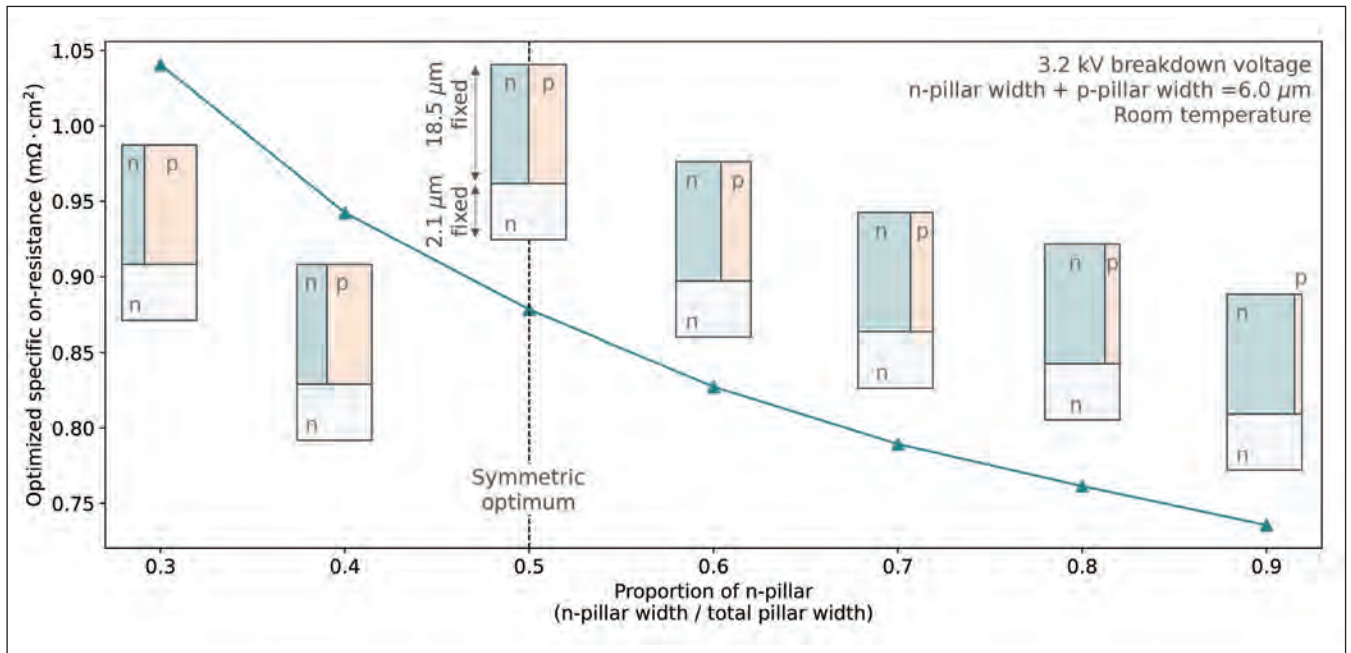 Optimized specific on-resistance (mΩ · cm²)
1.05
1.00
0.95
0.90
0.85
0.80
0.75
3.2 kV breakdown voltage
n-pillar width + p-pillar width =6.0 μm
Room temperature
n p
n
n p
n
18.5 μm
fixed
2.1 μm
fixed
n p
n
n p
n
n p
n
n p
n
p
n
n
Symmetric
optimum
0.3 0.4 0.5 0.6 0.7 0.8 0.9
Proportion of n-pillar
(n-pillar width / total pillar width)